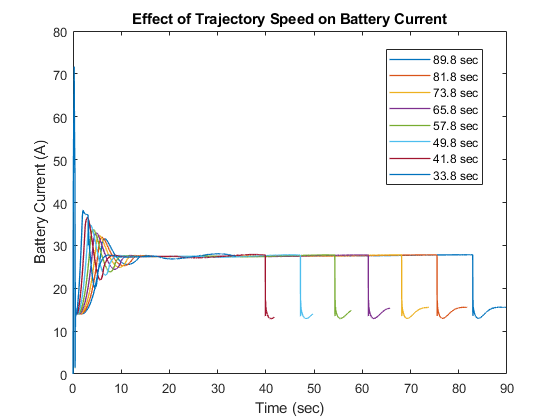 Effect of Trajectory Speed on Battery Current
Battery Current (A)
80
70
60
50
40
30
20
10
0
89.8 sec
81.8 sec
73.8 sec
65.8 sec
57.8 sec
49.8 sec
41.8 sec
33.8 sec
0 10 20 30 40 50 60 70 80 90
Time (sec)